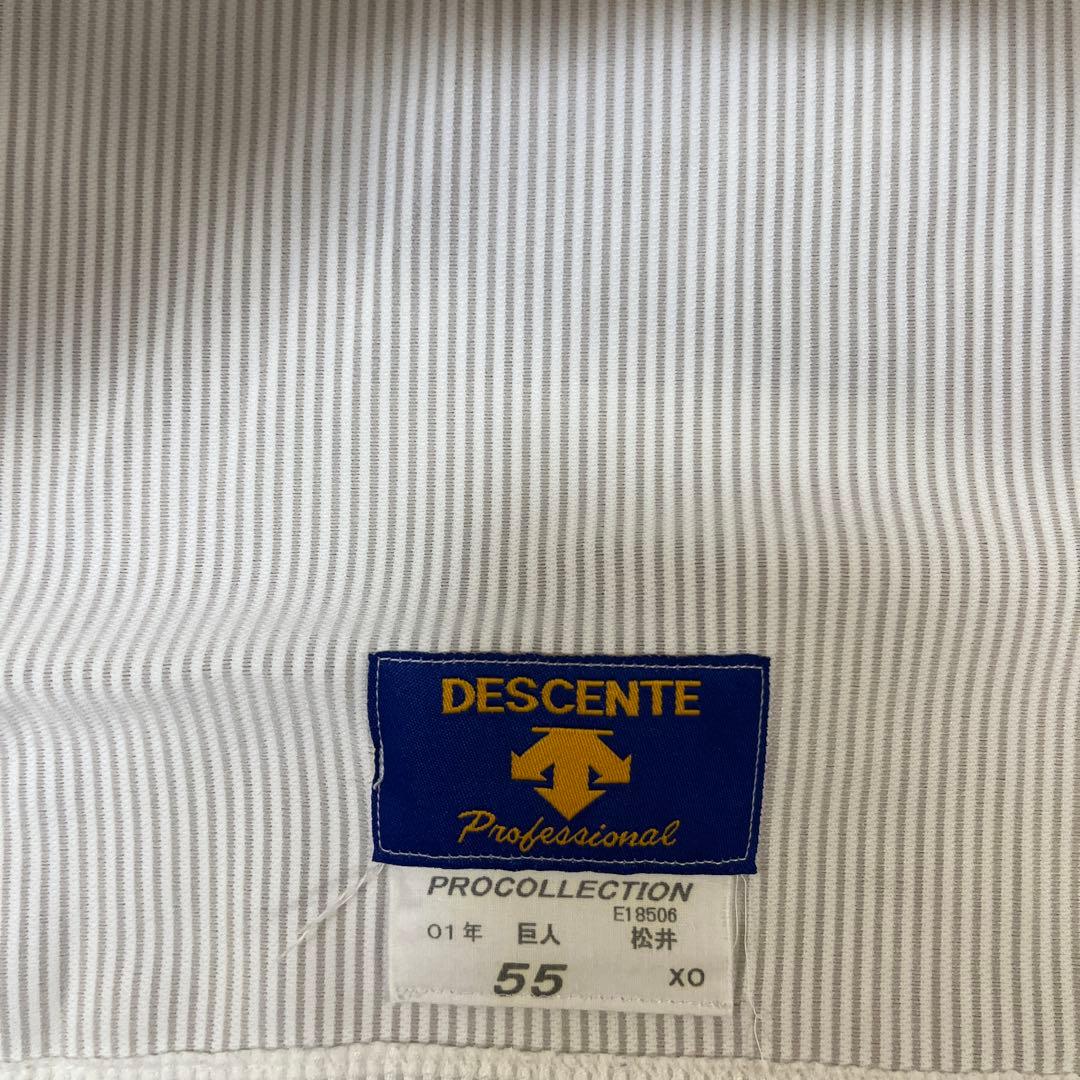 DESCENTE
Professional
PROCOLLECTION
E18506
01年 巨人 松井
55 XO